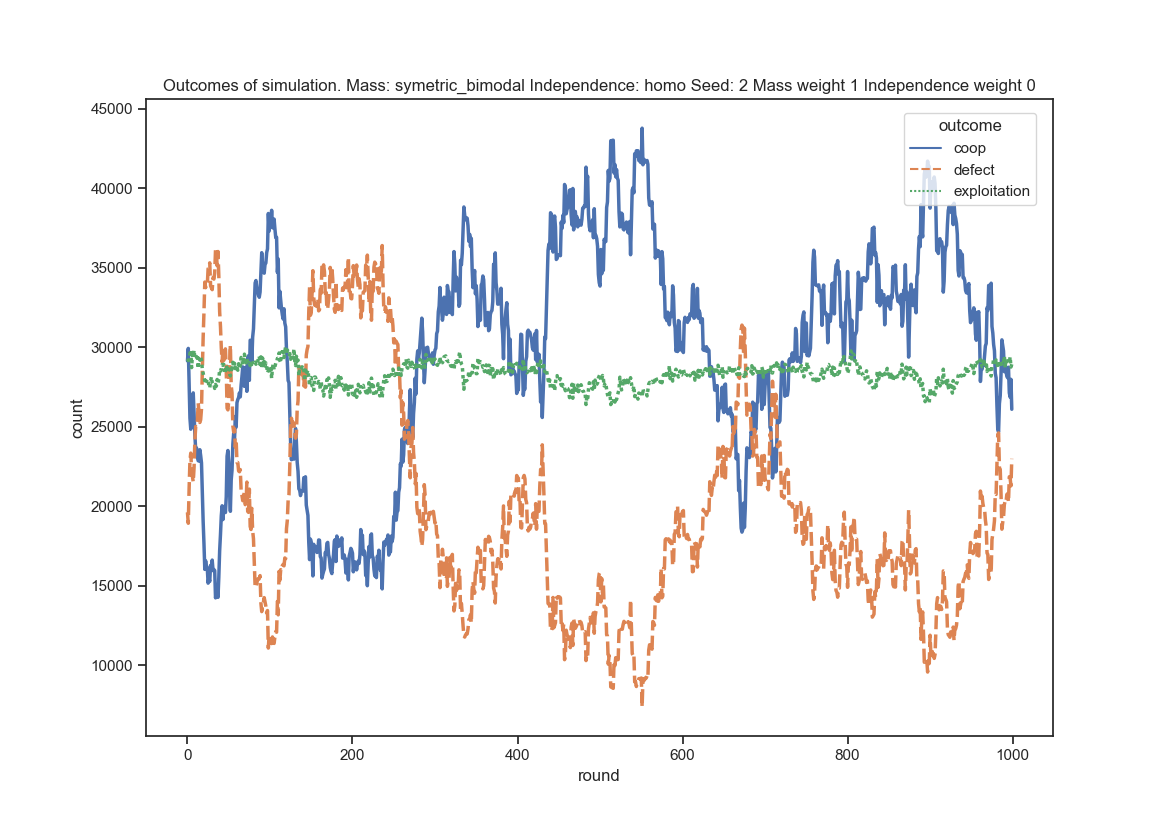 Outcomes of simulation. Mass: symetric_bimodal Independence: homo Seed: 2 Mass weight 1 Independence weight 0
45000
40000
35000
30000
25000
20000
15000
10000
count
outcome
coop
defect
exploitation
0
200
400
600
800
1000
round